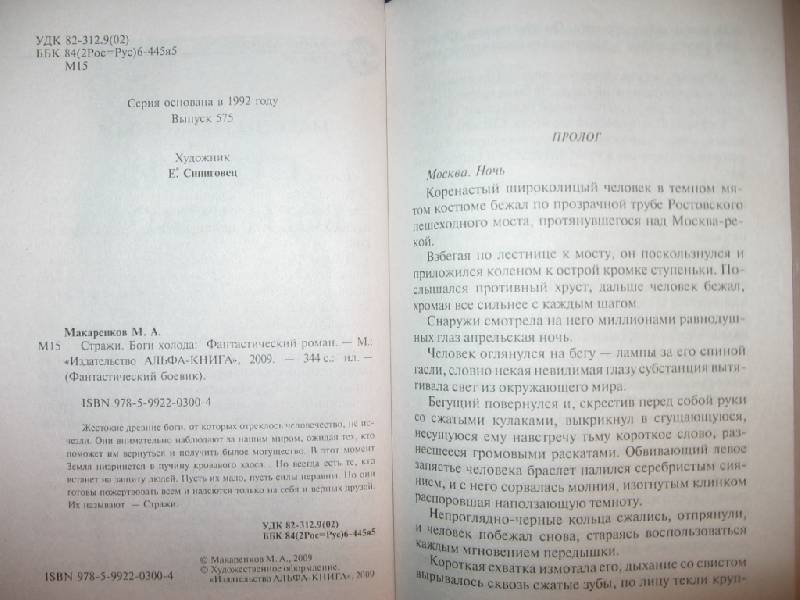 УДК 82-312.9(02)
ББК 84(2Рос=Рус)6-445я5
М15
Серия основана в 1992 году
Выпуск 575
Художник
Е. Синиговец
Макаренков М. А.
М15 Стражи. Боги холода: Фантастический роман. — М.:
«Издательство АЛЬФА-КНИГА», 2009. — 344 с.: ил. —
(Фантастический боевик).
ISBN 978-5-9922-0300-4
Жестокие древние боги, от которых отреклось человечество, не ис-
чезли. Они внимательно наблюдают за нашим миром, ожидая тех, кто
поможет им вернуться и получить былое могущество. В этот момент
Земля низринется в пучину кровавого хаоса... Но всегда есть те, кто
встанет на защиту людей. Пусть их мало, пусть силы неравны. Но они
готовы пожертвовать всем и надеются только на себя и верных друзей.
Их называют — Стражи.
УДК 82-312.9(02)
ББК 84(2Рос=Рус)6-445я5
© Макаренков М. А., 2009
© Художественное оформление,
«Издательство АЛЬФА-КНИГА», 2009
ISBN 978-5-9922-0300-4
ПРОЛОГ
Москва. Ночь
Коренастый широколицый человек в темном мя-
том костюме бежал по прозрачной трубе Ростовского
пешеходного моста, протянувшегося над Москва-ре-
кой.
Взбегая по лестнице к мосту, он поскользнулся и
приложился коленом к острой кромке ступеньки. По-
слышался противный хруст, дальше человек бежал,
хромая все сильнее с каждым шагом.
Снаружи смотрела на него миллионами равнодуш-
ных глаз апрельская ночь.
Человек оглянулся на бегу — лампы за его спиной
гасли, словно некая невидимая глазу субстанция вытя-
гивала свет из окружающего мира.
Бегущий повернулся и, скрестив перед собой руки
со сжатыми кулаками, выкрикнул в сгущающуюся,
несущуюся ему навстречу тьму короткое слово, раз-
несшееся громовыми раскатами. Обвивающий левое
запястье человека браслет налился серебристым сия-
нием, и с него сорвалась молния, изогнутым клинком
распоровшая наползающую темноту.
Непроглядно-черные кольца сжались, отпрянули,
и человек побежал снова, стараясь воспользоваться
каждым мгновением передышки.
Короткая схватка измотала его, дыхание со свистом
вырывалось сквозь сжатые зубы, по лицу текли круп-